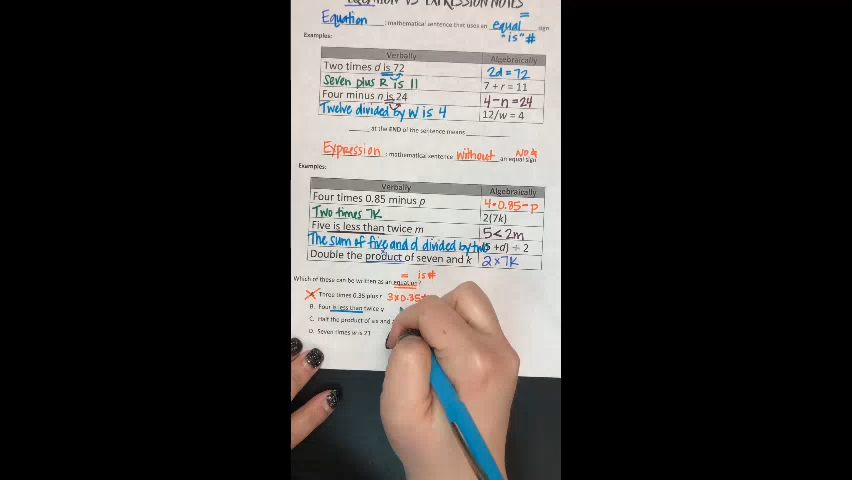 EQUATION VS EXPRESSION NOTES
Equation : mathematical sentence that uses an equal sign
=
"is" #
Examples:
Verbally Algebraically
Two times d is 72 2d = 72
Seven plus R is 11 7 + r = 11
Four minus n is 24 4 - n = 24
Twelve divided by w is 4 12/w = 4
at the END of the sentence means
Expression : mathematical sentence without an equal sign
NO ≠
Examples:
Verbally Algebraically
Four times 0.85 minus p 4 • 0.85 - p
Two times 7K 2(7k)
Five is less than twice m 5 < 2m
The sum of five and d divided by two (5 + d) ÷ 2
Double the product of seven and k 2 x 7K
x
= is #
Which of these can be written as an equation?
Three times 0.35 plus r 3 x 0.35 +
B. Four is less than twice q
C. Half the product of six and
D. Seven times w is 21